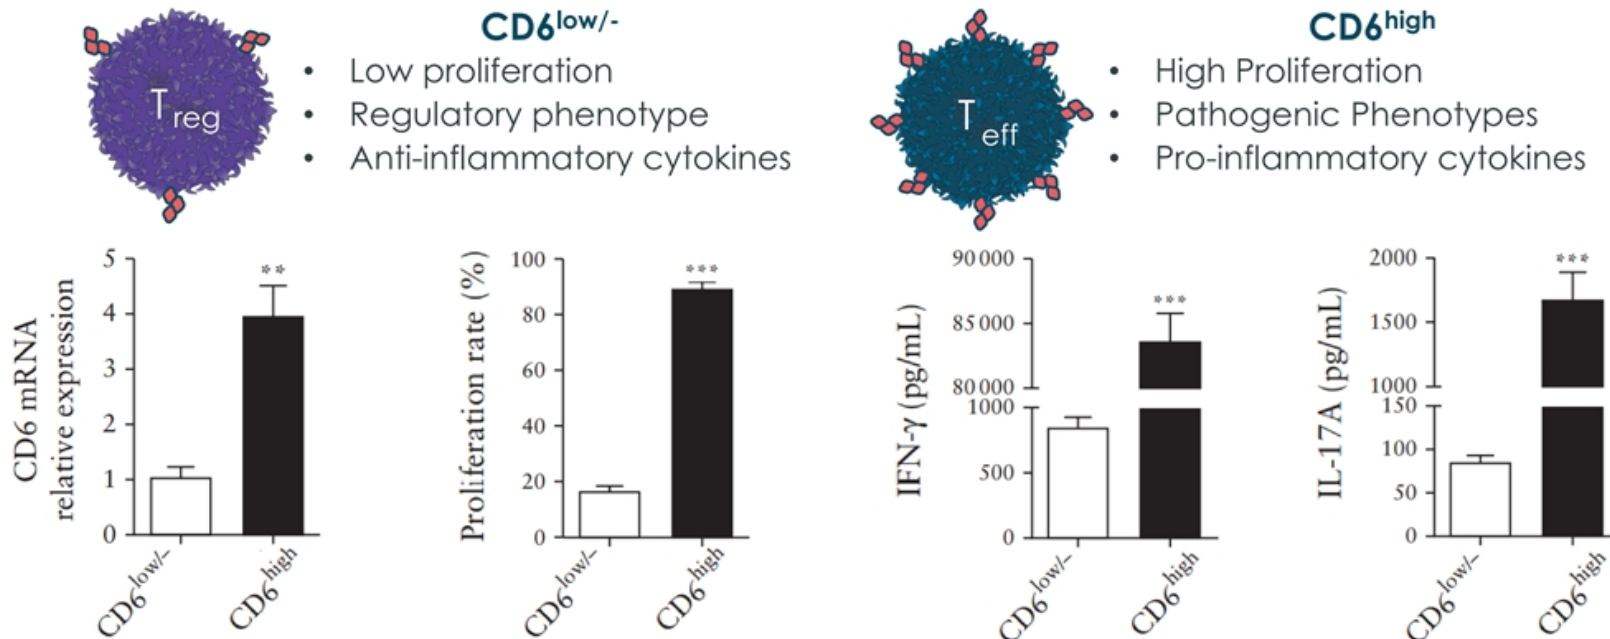 T reg
CD6low/-
• Low proliferation
• Regulatory phenotype
• Anti-inflammatory cytokines
T eff
CD6high
• High Proliferation
• Pathogenic Phenotypes
• Pro-inflammatory cytokines
CD6 mRNA
relative expression
5
4
3
2
1
0
**
CD6low/-
CD6high
Proliferation rate (%)
100
80
60
40
20
0
***
CD6low/-
CD6high
IFN-γ (pg/mL)
90 000
85 000
80 000
1000
500
0
***
CD6low/-
CD6high
IL-17A (pg/mL)
2000
1500
1000
150
100
50
0
***
CD6low/-
CD6high